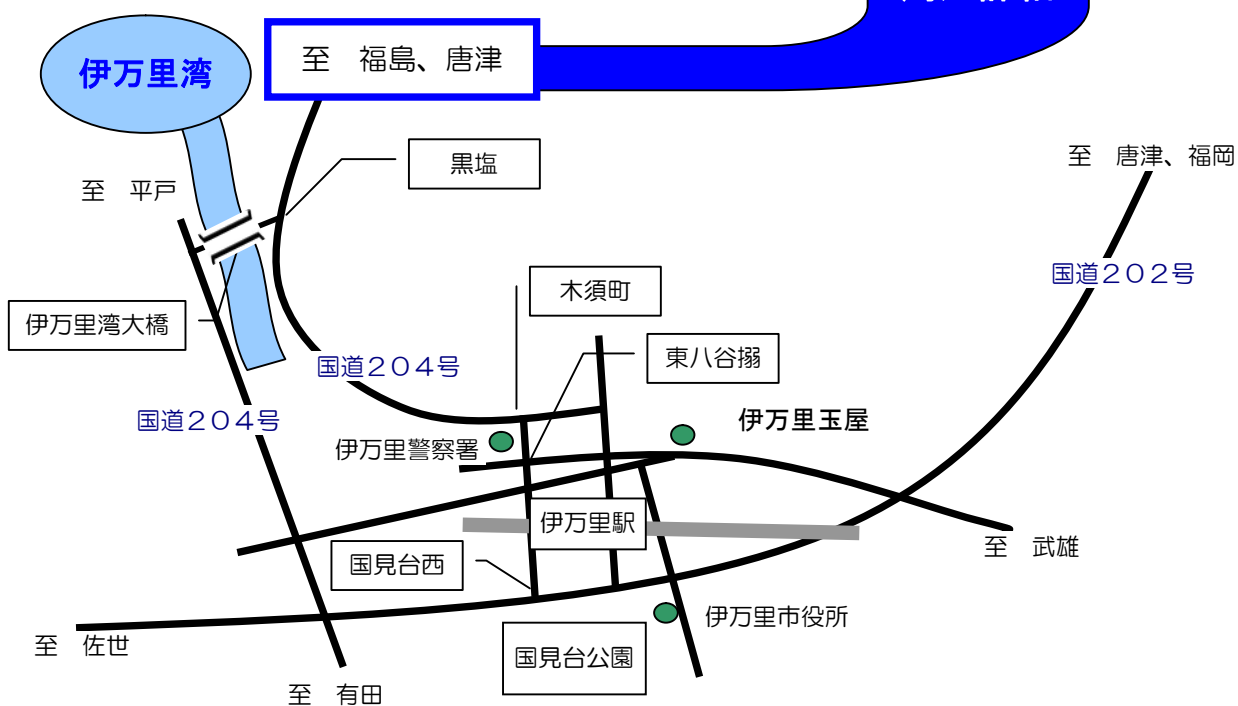 伊万里湾
至　福島、唐津
至　唐津、福岡
黒塩
至　平戸
国道２０２号
木須町
伊万里湾大橋
東八谷搦
国道２０４号
国道２０４号
伊万里玉屋
伊万里警察署
伊万里駅
至　武雄
国見台西
伊万里市役所
至　佐世
国見台公園
至　有田